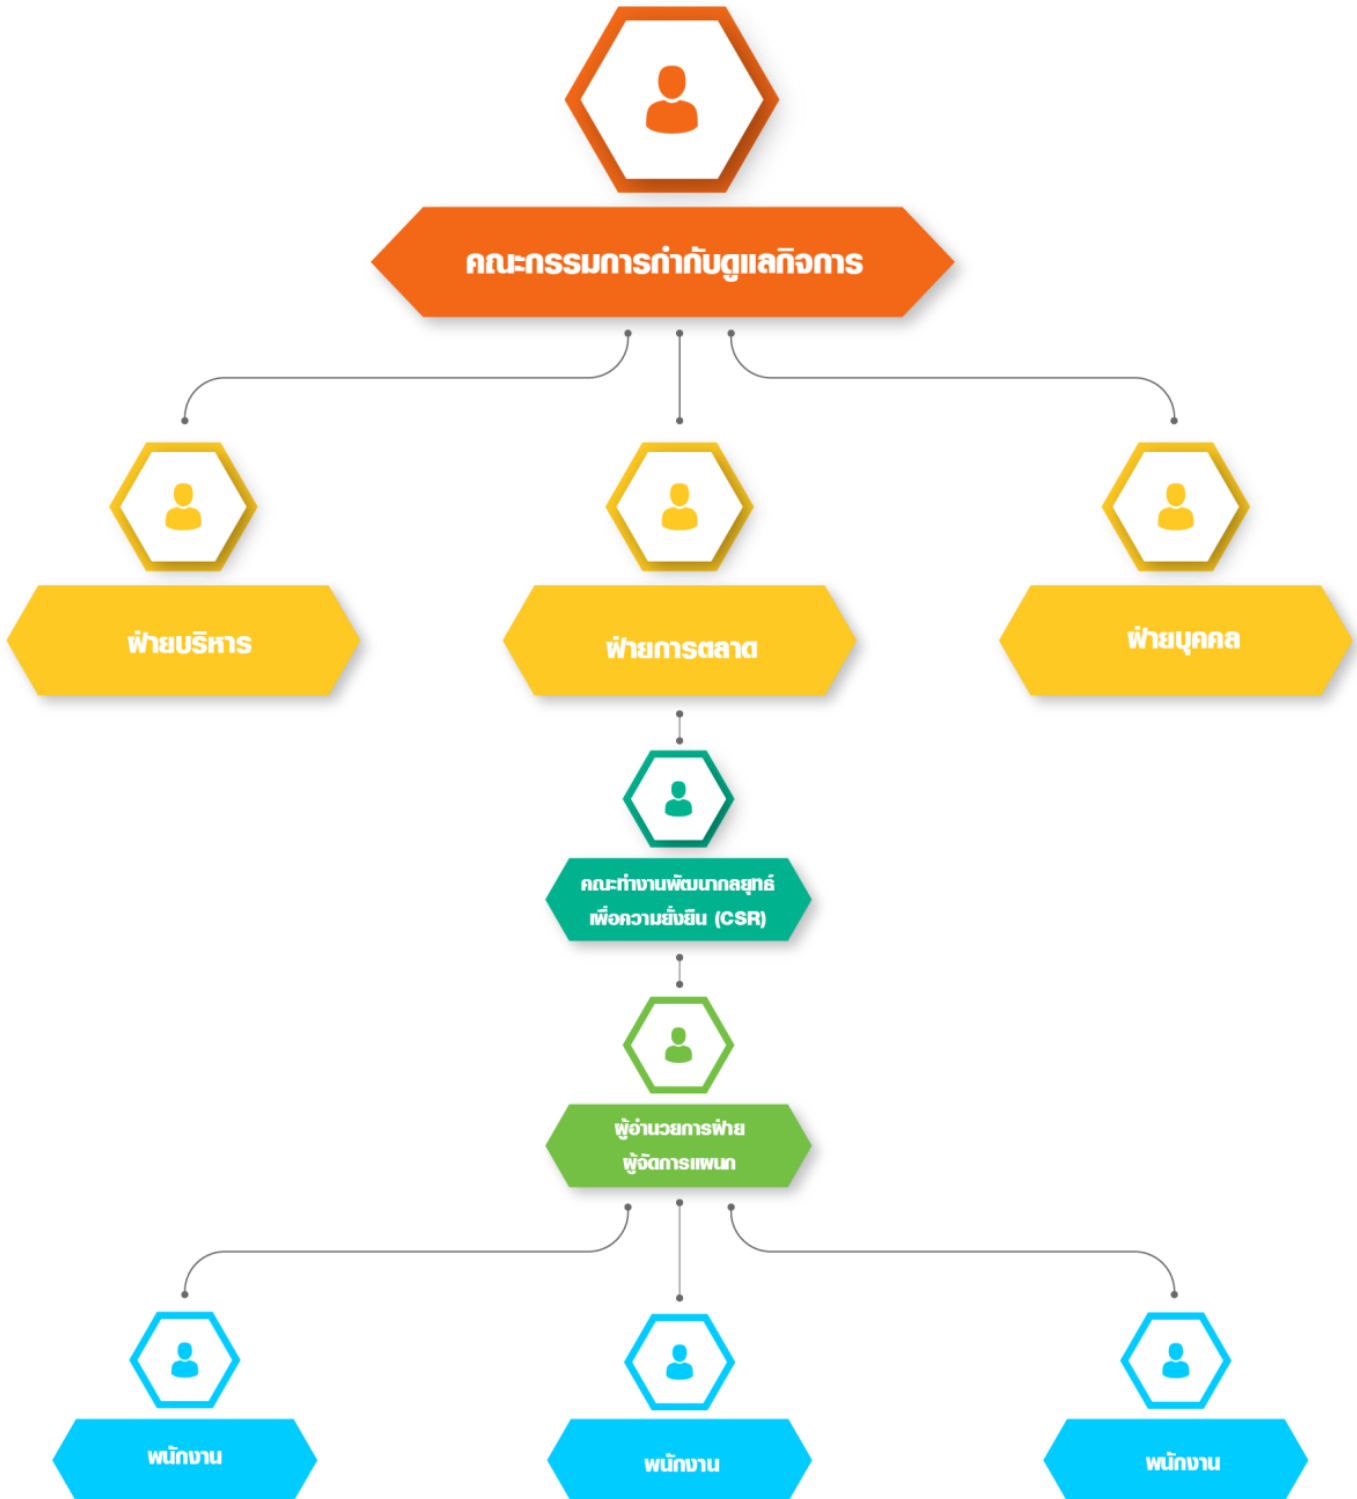 คณะกรรมการกำกับดูแลกิจการ
ฝ่ายบริหาร
ฝ่ายการตลาด
ฝ่ายบุคคล
คณะทำงานพัฒนากลยุทธ์
เพื่อความยั่งยืน (CSR)
ผู้อำนวยการฝ่าย
ผู้จัดการแผนก
พนักงาน
พนักงาน
พนักงาน